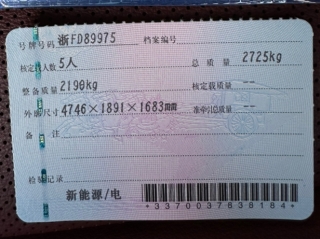 号牌号码 浙FD89975 档案编号
核定载人数 5人 总质量 2725kg
整备质量 2190kg 核定载质量 --
外廓尺寸 4746×1891×1683mm 准牵引总质量 --
备注
检验记录
新能源/电
*3370037838184*